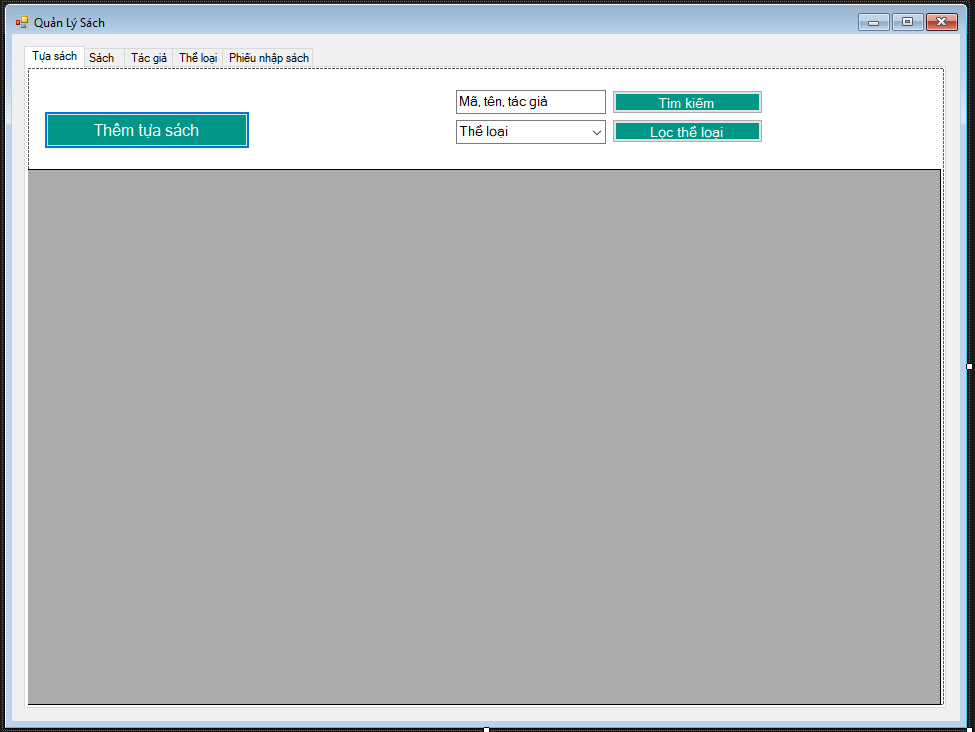 Quản Lý Sách
Tựa sách Sách Tác giả Thể loại Phiếu nhập sách
Thêm tựa sách
Mã, tên, tác giả Tìm kiếm
Thể loại Lọc thể loại